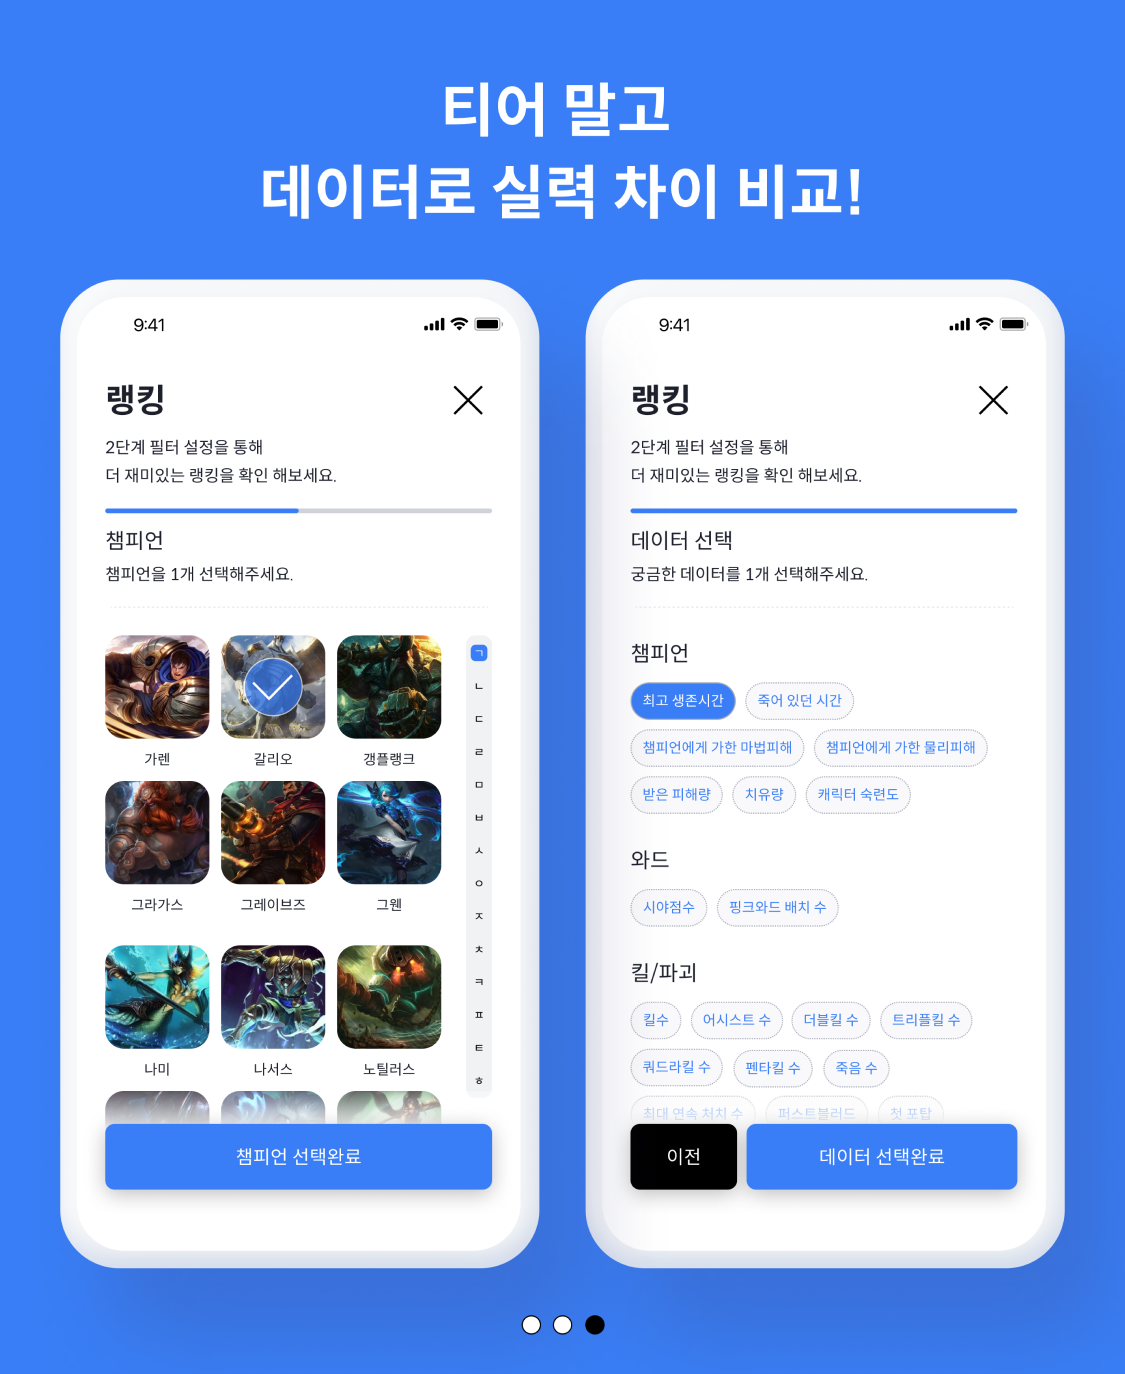 티어 말고
데이터로 실력 차이 비교!
9:41
랭킹
2단계 필터 설정을 통해
더 재미있는 랭킹을 확인 해보세요.
챔피언
챔피언을 1개 선택해주세요.
가렌 갈리오 갱플랭크
그라가스 그레이브즈 그웬
나미 나서스 노틸러스
ㄱ
ㄴ
ㄷ
ㄹ
ㅁ
ㅂ
ㅅ
ㅇ
ㅈ
ㅊ
ㅋ
ㅍ
ㅌ
ㅎ
챔피언 선택완료
9:41
랭킹
2단계 필터 설정을 통해
더 재미있는 랭킹을 확인 해보세요.
데이터 선택
궁금한 데이터를 1개 선택해주세요.
챔피언
최고 생존시간 죽어 있던 시간
챔피언에게 가한 마법피해 챔피언에게 가한 물리피해
받은 피해량 치유량 캐릭터 숙련도
와드
시야점수 핑크와드 배치 수
킬/파괴
킬수 어시스트 수 더블킬 수 트리플킬 수
쿼드라킬 수 펜타킬 수 죽음 수
최대 연속 처치 수 퍼스트블러드 첫 포탑
이전 데이터 선택완료